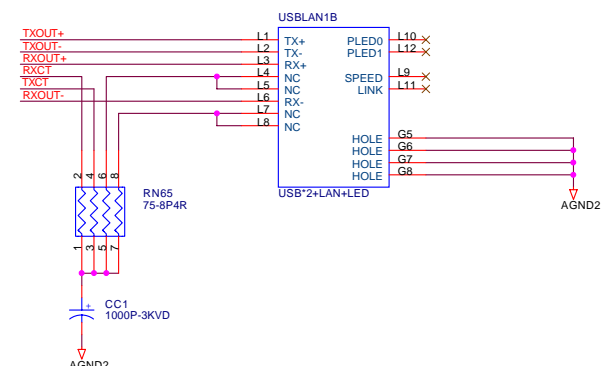 USBLAN1B
TXOUT+ L1 TX+ PLED0 L10
TXOUT- L2 TX- PLED1 L12
RXOUT+ L3 RX+
RXCT L4 NC SPEED L9
TXCT L5 NC LINK L11
RXOUT- L6 RX-
L7 NC
L8 NC
HOLE G5
HOLE G6
HOLE G7
HOLE G8
USB*2+LAN+LED
AGND2
2 4 6 8
RN65
75-8P4R
1 3 5 7
+ CC1
1000P-3KVD
AGND2